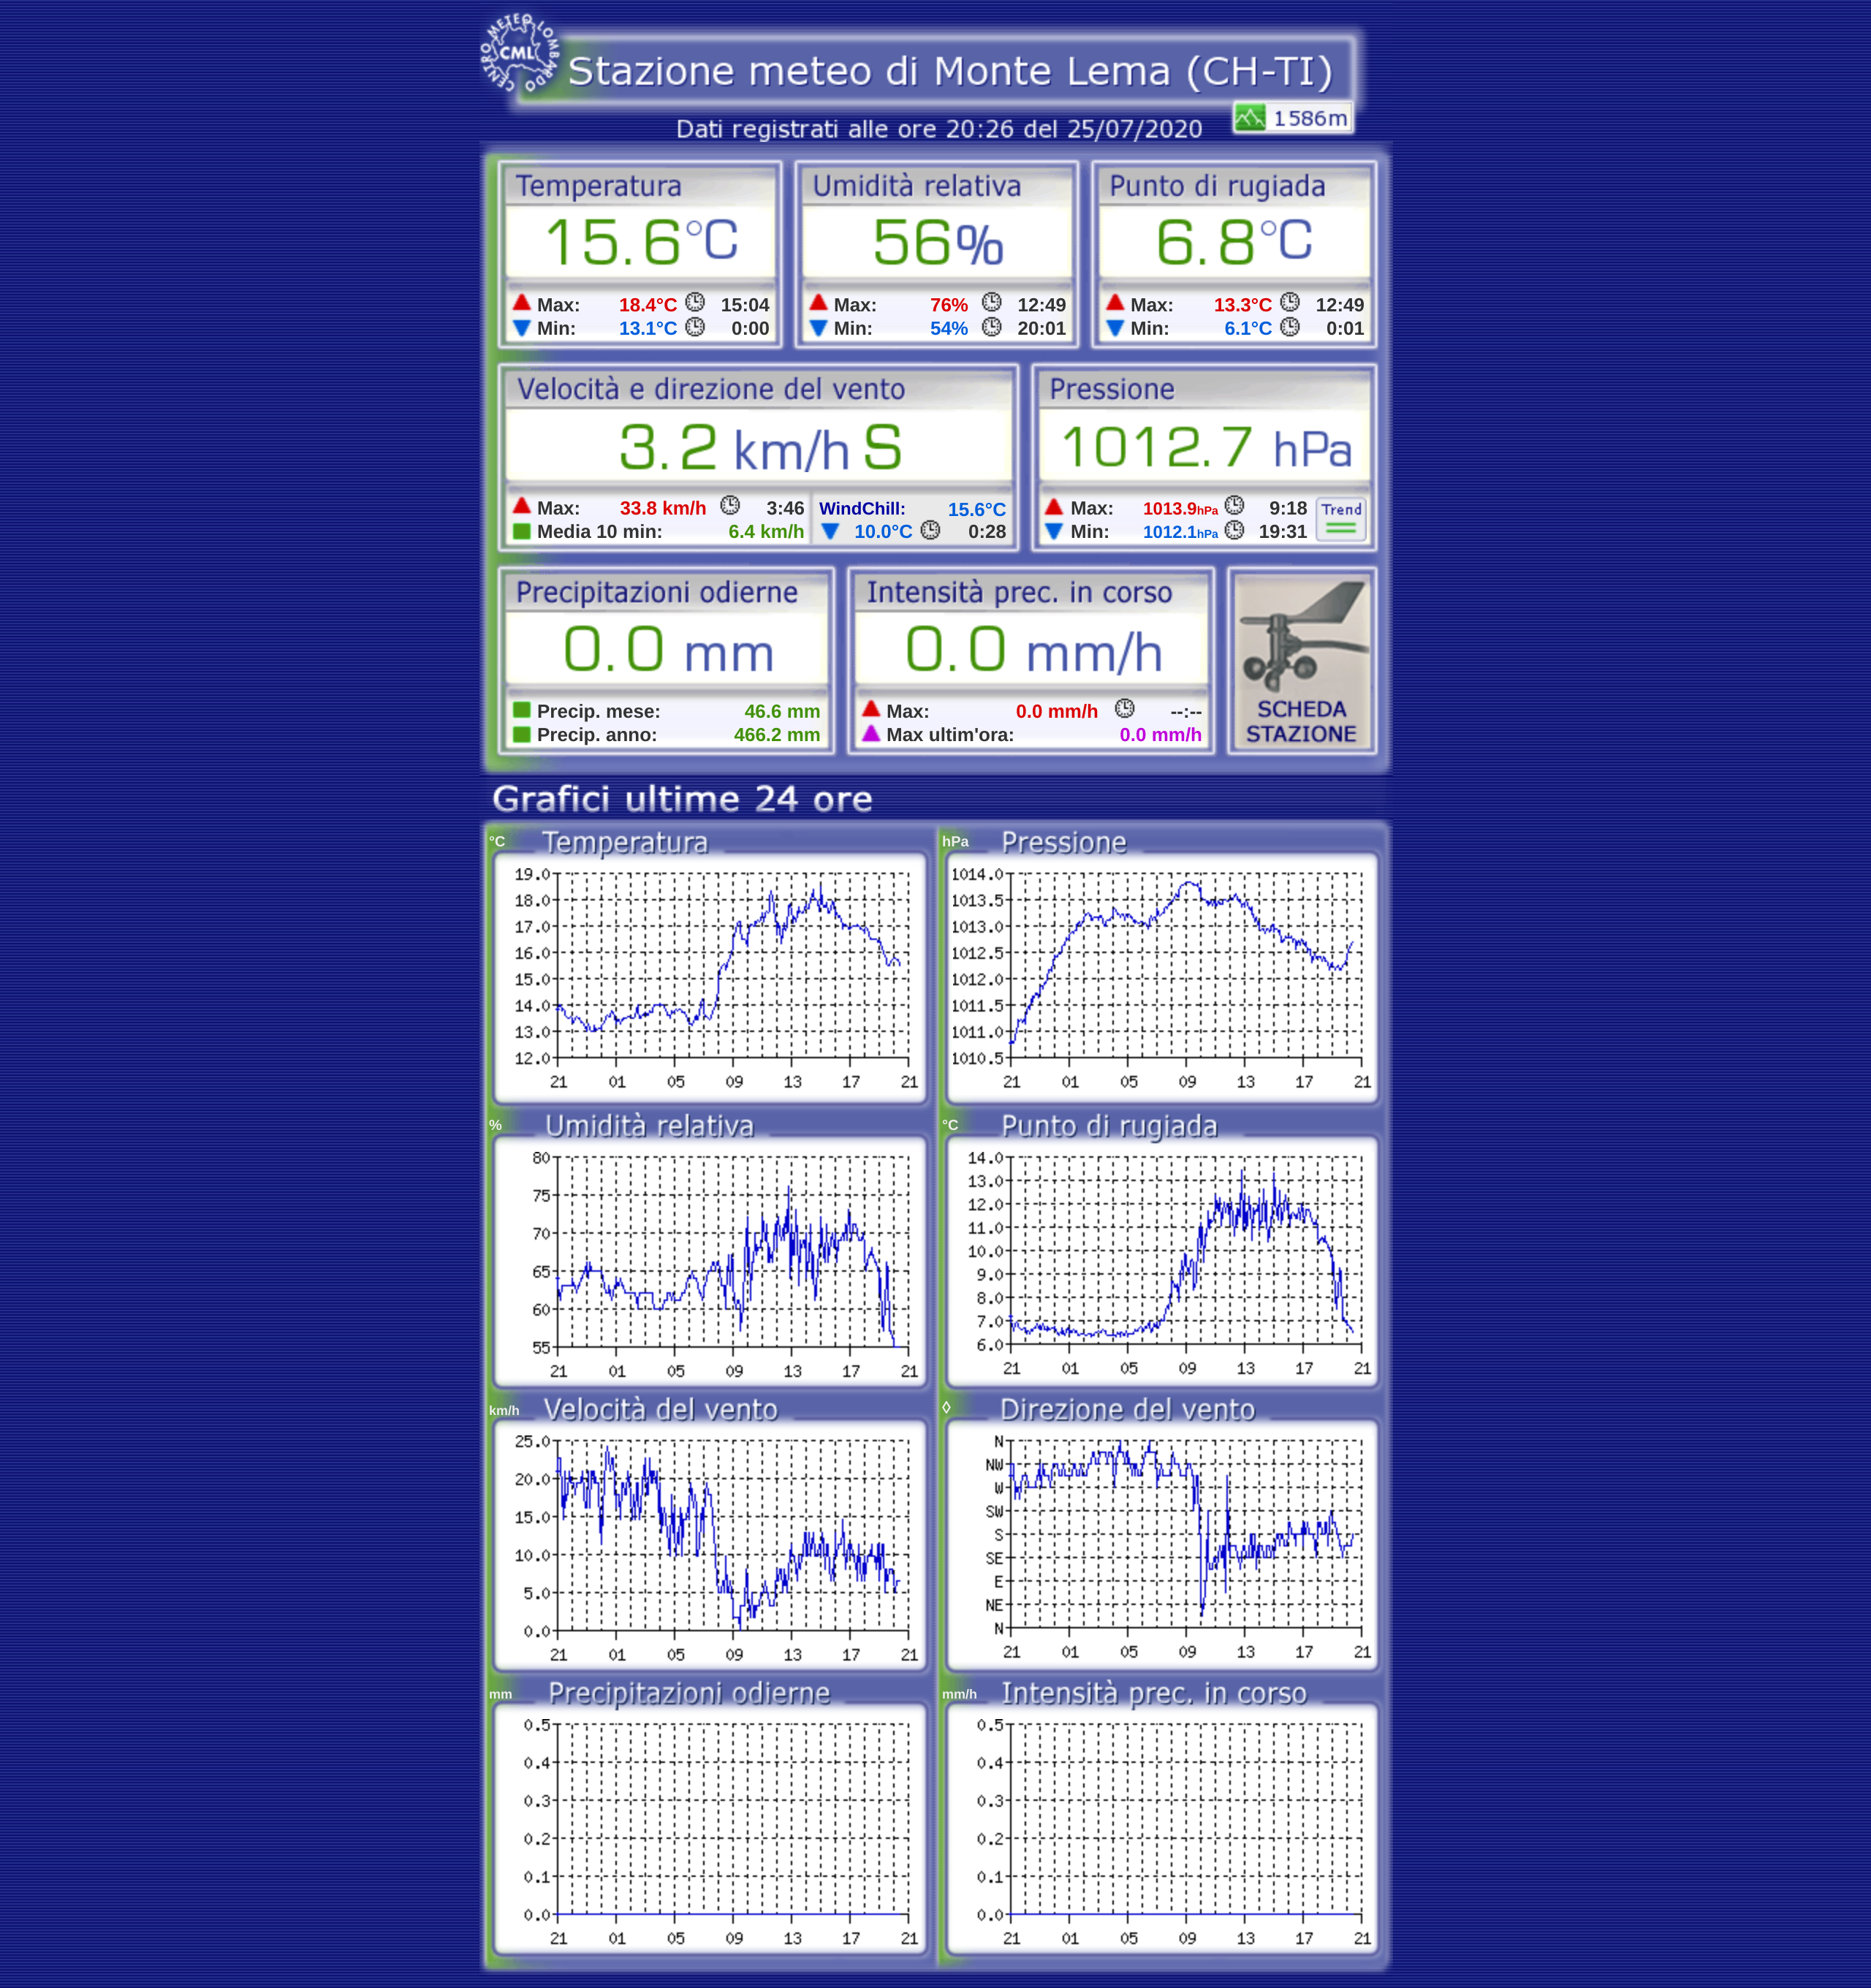 CENTRO METEO LOMBARDO
CML
Stazione meteo di Monte Lema (CH-TI)
1586m
Dati registrati alle ore 20:26 del 25/07/2020
Temperatura Umidità relativa Punto di rugiada
15.6°C 56% 6.8°C
Max: 18.4°C 15:04 Max: 76% 12:49 Max: 13.3°C 12:49
Min: 13.1°C 0:00 Min: 54% 20:01 Min: 6.1°C 0:01
Velocità e direzione del vento Pressione
3.2 km/h S 1012.7 hPa
Max: 33.8 km/h 3:46 WindChill: 15.6°C Max: 1013.9hPa 9:18 Trend
Media 10 min: 6.4 km/h 10.0°C 0:28 Min: 1012.1hPa 19:31
Precipitazioni odierne Intensità prec. in corso
0.0 mm 0.0 mm/h
Precip. mese: 46.6 mm Max: 0.0 mm/h --:-- SCHEDA
Precip. anno: 466.2 mm Max ultim'ora: 0.0 mm/h STAZIONE
Grafici ultime 24 ore
°C Temperatura
19.0
18.0
17.0
16.0
15.0
14.0
13.0
12.0
21 01 05 09 13 17 21
hPa Pressione
1014.0
1013.5
1013.0
1012.5
1012.0
1011.5
1011.0
1010.5
21 01 05 09 13 17 21
% Umidità relativa
80
75
70
65
60
55
21 01 05 09 13 17 21
°C Punto di rugiada
14.0
13.0
12.0
11.0
10.0
9.0
8.0
7.0
6.0
21 01 05 09 13 17 21
km/h Velocità del vento
25.0
20.0
15.0
10.0
5.0
0.0
21 01 05 09 13 17 21
◊ Direzione del vento
N
NW
W
SW
S
SE
E
NE
N
21 01 05 09 13 17 21
mm Precipitazioni odierne
0.5
0.4
0.3
0.2
0.1
0.0
21 01 05 09 13 17 21
mm/h Intensità prec. in corso
0.5
0.4
0.3
0.2
0.1
0.0
21 01 05 09 13 17 21